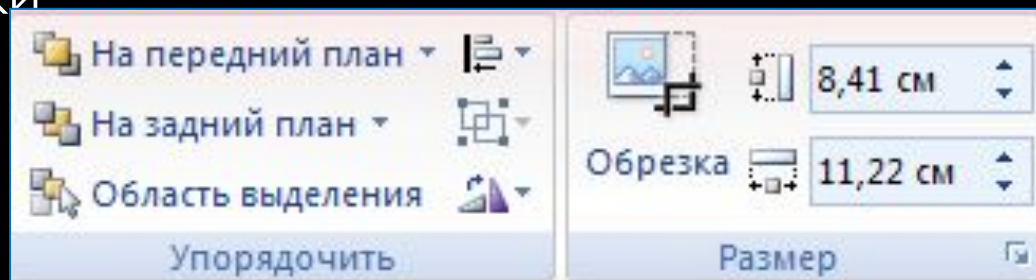 На передний план
На задний план
Область выделения
Упорядочить
Обрезка
8,41 см
11,22 см
Размер